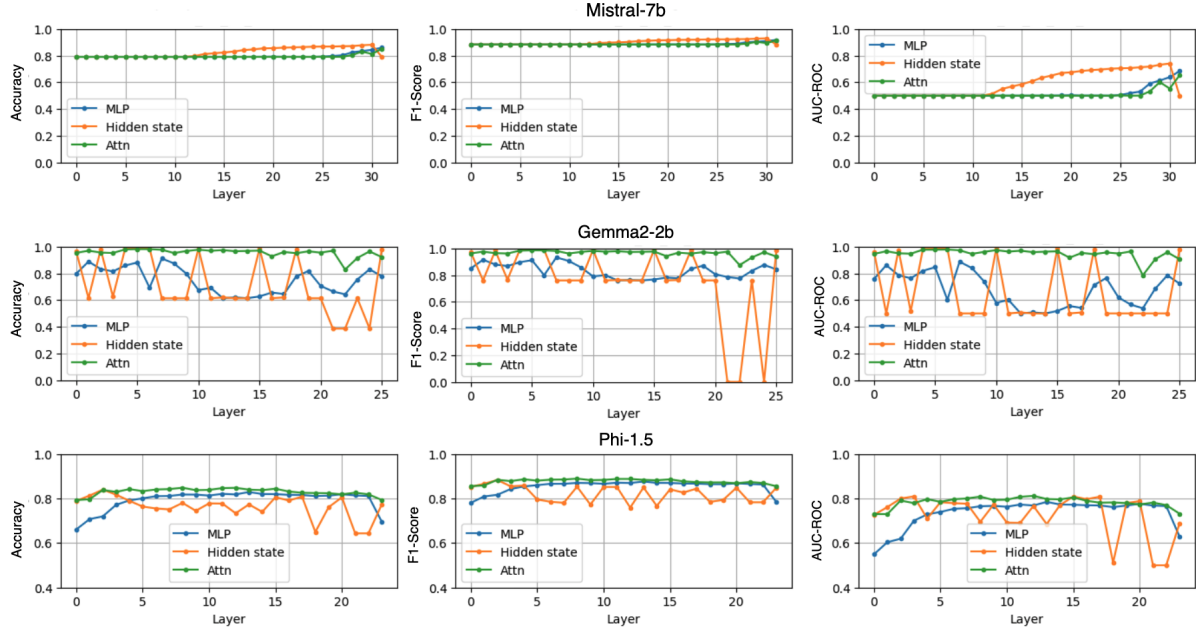 Mistral-7b
Accuracy
1.0
0.8
0.6
0.4
0.2
0.0
MLP
Hidden state
Attn
0 5 10 15 20 25 30
Layer
F1-Score
1.0
0.8
0.6
0.4
0.2
0.0
MLP
Hidden state
Attn
0 5 10 15 20 25 30
Layer
AUC-ROC
1.0
0.8
0.6
0.4
0.2
0.0
MLP
Hidden state
Attn
0 5 10 15 20 25 30
Layer
Gemma2-2b
Accuracy
1.0
0.8
0.6
0.4
0.2
0.0
MLP
Hidden state
Attn
0 5 10 15 20 25
Layer
F1-Score
1.0
0.8
0.6
0.4
0.2
0.0
MLP
Hidden state
Attn
0 5 10 15 20 25
Layer
AUC-ROC
1.0
0.8
0.6
0.4
0.2
0.0
MLP
Hidden state
Attn
0 5 10 15 20 25
Layer
Phi-1.5
Accuracy
1.0
0.8
0.6
0.4
MLP
Hidden state
Attn
0 5 10 15 20
Layer
F1-Score
1.0
0.8
0.6
0.4
MLP
Hidden state
Attn
0 5 10 15 20
Layer
AUC-ROC
1.0
0.8
0.6
0.4
MLP
Hidden state
Attn
0 5 10 15 20
Layer